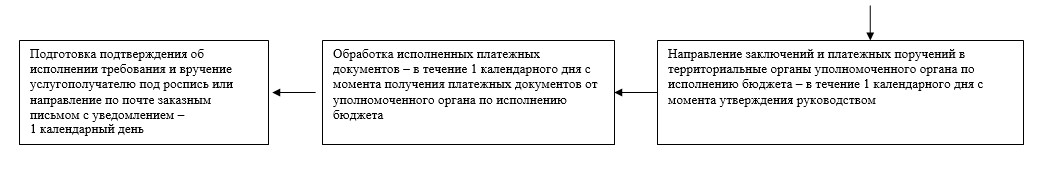 Подготовка подтверждения об
исполнении требования и вручение
услугополучателю под роспись или
направление по почте заказным
письмом с уведомлением –
1 календарный день
Обработка исполненных платежных
документов – в течение 1 календарного дня с
момента получения платежных документов от
уполномоченного органа по исполнению
бюджета
Направление заключений и платежных поручений в
территориальные органы уполномоченного органа по
исполнению бюджета – в течение 1 календарного дня с
момента утверждения руководством